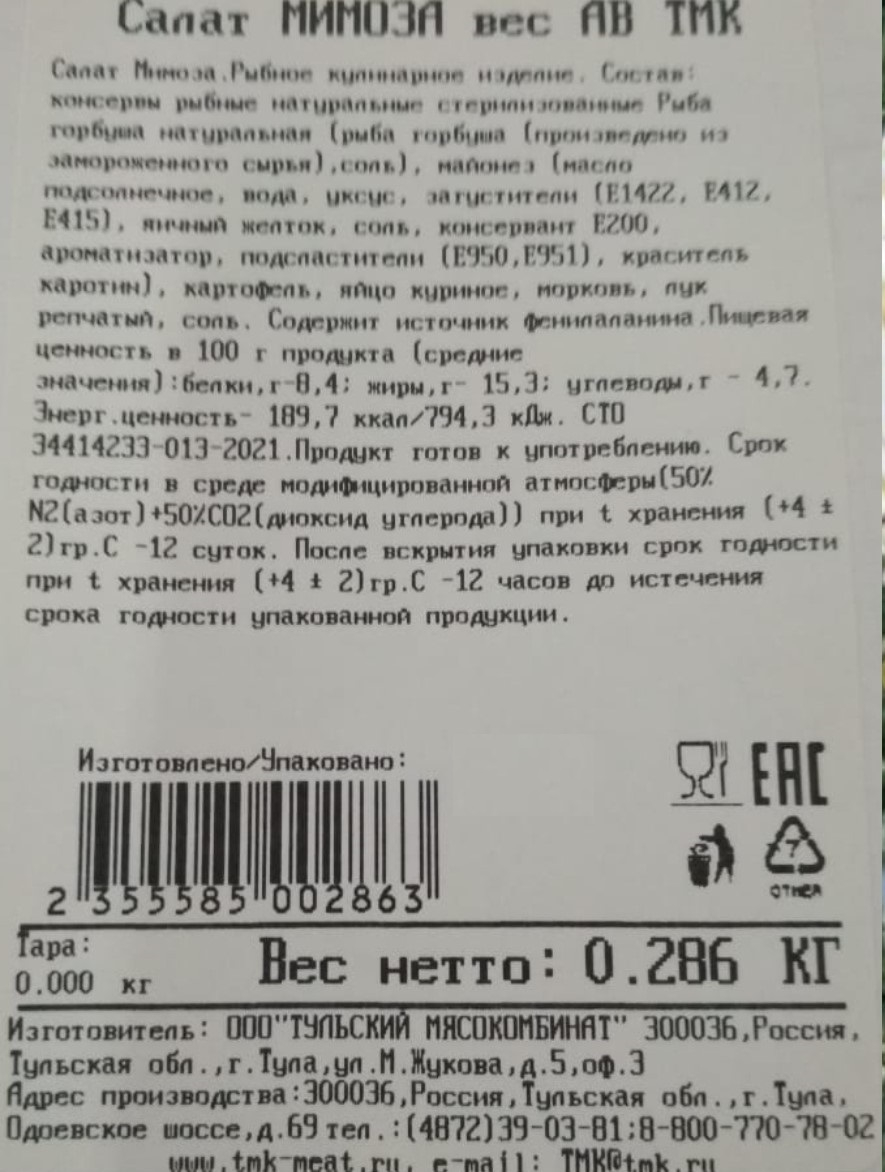 Салат МИМОЗА вес АВ ТМК
Салат Мимоза.Рыбное кулинарное изделие. Состав:
консервы рыбные натуральные стерилизованные Рыба
горбуша натуральная (рыба горбуша (произведено из
замороженного сырья),соль), майонез (масло
подсолнечное, вода, уксус, загустители (Е1422, Е412,
Е415), яичный желток, соль, консервант Е200,
ароматизатор, подсластители (Е950,Е951), краситель
каротин), картофель, яйцо куриное, морковь, лук
репчатый, соль. Содержит источник фенилаланина.Пищевая
ценность в 100 г продукта (средние
значения):белки,г-8,4; жиры,г- 15,3; углеводы,г - 4,7.
Энерг.ценность- 189,7 ккал/794,3 кДж. СТО
34414233-013-2021.Продукт готов к употреблению. Срок
годности в среде модифицированной атмосферы(50%
N2(азот)+50%CO2(диоксид углерода)) при t хранения (+4 ±
2)гр.С -12 суток. После вскрытия упаковки срок годности
при t хранения (+4 ± 2)гр.С -12 часов до истечения
срока годности упакованной продукции.
Изготовлено/Упаковано:
EAC
7
OTHER
2 355585 002863
Тара:
0.000 кг
Вес нетто: 0.286 КГ
Изготовитель: ООО"ТУЛЬСКИЙ МЯСОКОМБИНАТ" 300036,Россия,
Тульская обл.,г.Тула,ул.М.Жукова,д.5,оф.3
Адрес производства:300036,Россия,Тульская обл.,г.Тула,
Одоевское шоссе,д.69 тел.:(4872)39-03-81;8-800-770-78-02
www.tmk-meat.ru, e-mail: TMK@tmk.ru